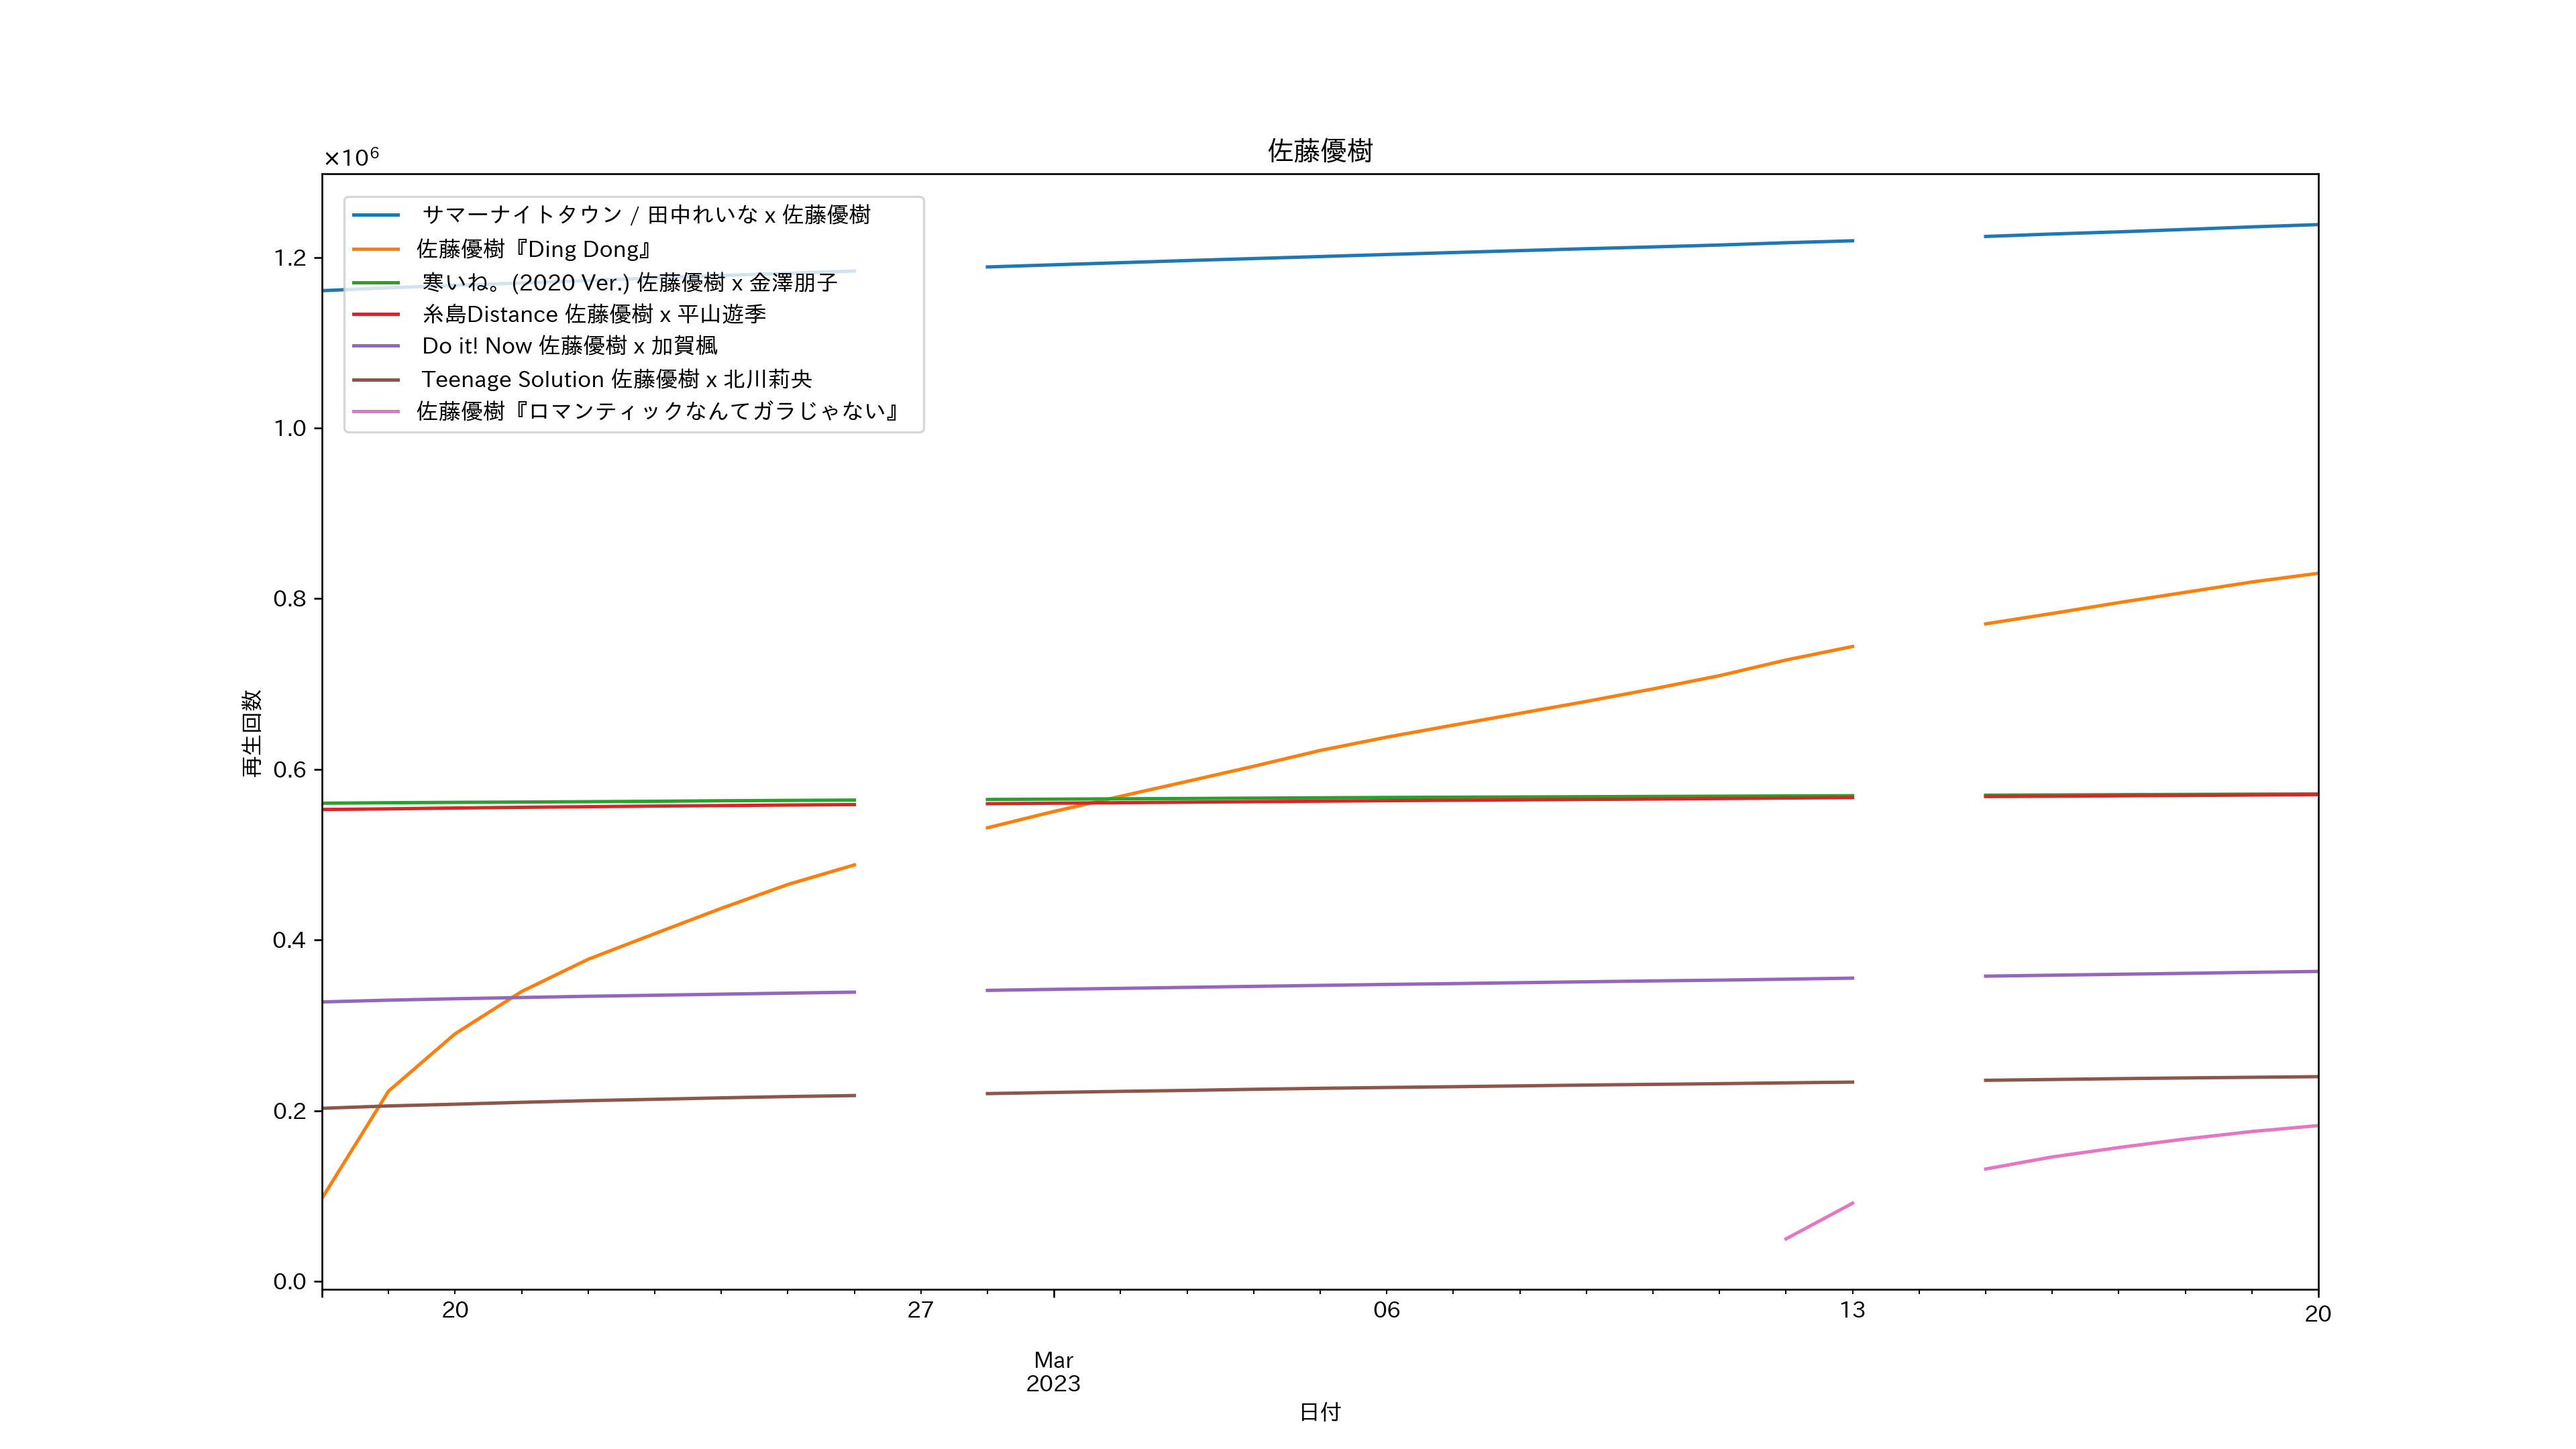 佐藤優樹
×10⁶
サマーナイトタウン / 田中れいな x 佐藤優樹
佐藤優樹『Ding Dong』
寒いね。(2020 Ver.) 佐藤優樹 x 金澤朋子
糸島Distance 佐藤優樹 x 平山遊季
Do it! Now 佐藤優樹 x 加賀楓
Teenage Solution 佐藤優樹 x 北川莉央
佐藤優樹『ロマンティックなんてガラじゃない』
1.2
1.0
0.8
0.6
0.4
0.2
0.0
再生回数
20
27
06
13
20
Mar
2023
日付